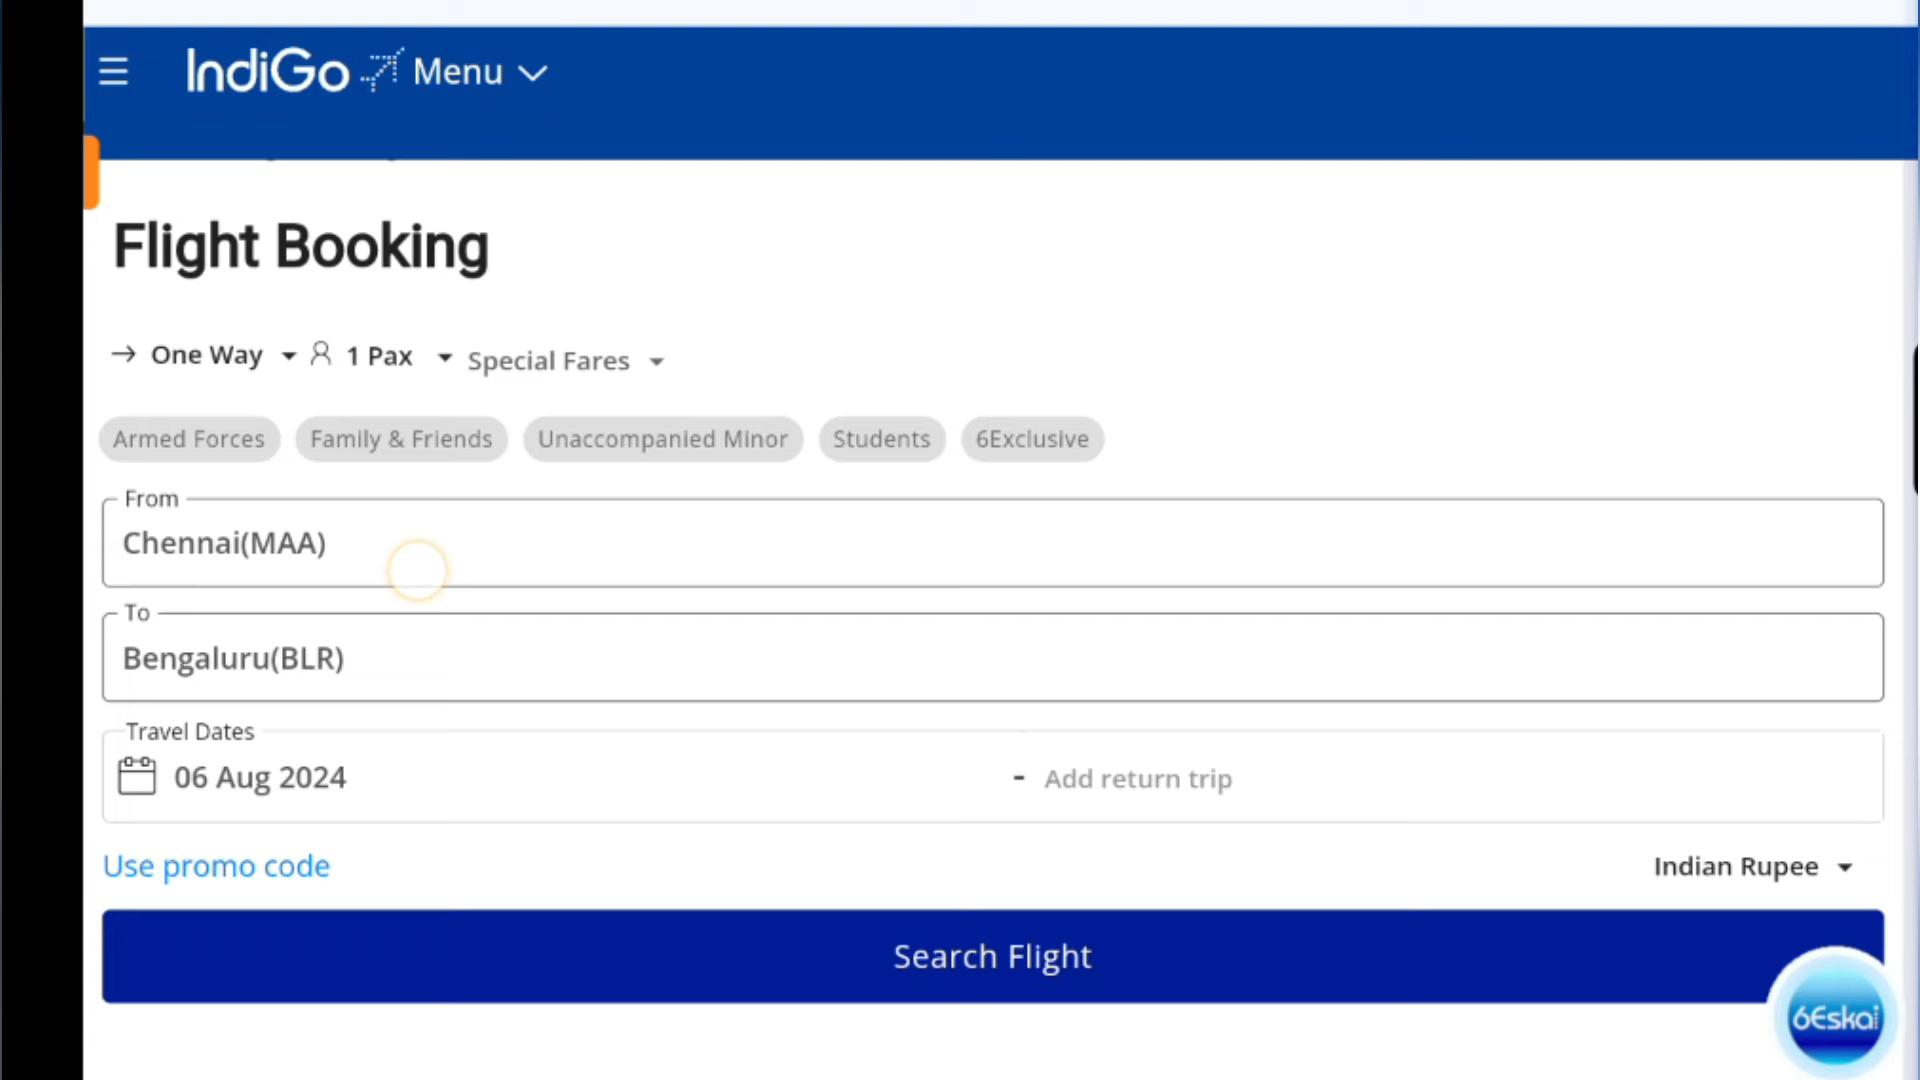 IndiGo Menu
Flight Booking
One Way 1 Pax Special Fares
Armed Forces Family & Friends Unaccompanied Minor Students 6Exclusive
From
Chennai(MAA)
To
Bengaluru(BLR)
Travel Dates
06 Aug 2024 - Add return trip
Use promo code Indian Rupee
Search Flight
6Eskai